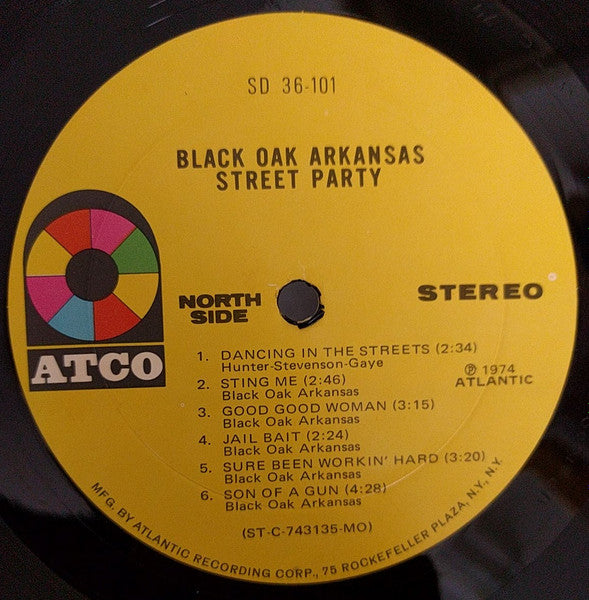 SD 36-101
BLACK OAK ARKANSAS
STREET PARTY
ATCO
NORTH
SIDE
STEREO
1. DANCING IN THE STREETS (2:34)
Hunter-Stevenson-Gaye
2. STING ME (2:46)
Black Oak Arkansas
3. GOOD GOOD WOMAN (3:15)
Black Oak Arkansas
4. JAIL BAIT (2:24)
Black Oak Arkansas
5. SURE BEEN WORKIN' HARD (3:20)
Black Oak Arkansas
6. SON OF A GUN (4:28)
Black Oak Arkansas
℗ 1974
ATLANTIC
(ST-C-743135-MO)
MFG. BY ATLANTIC RECORDING CORP., 75 ROCKEFELLER PLAZA, N.Y., N.Y.